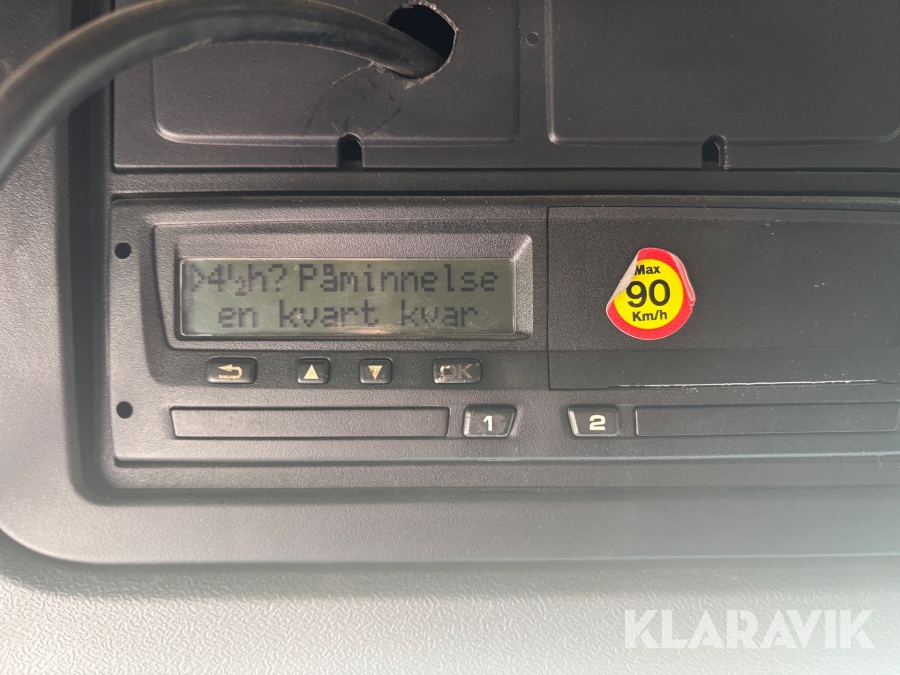 >4½h? Påminnelse
en kvart kvar
Max
90
Km/h
OK
1
2
KLARAVIK